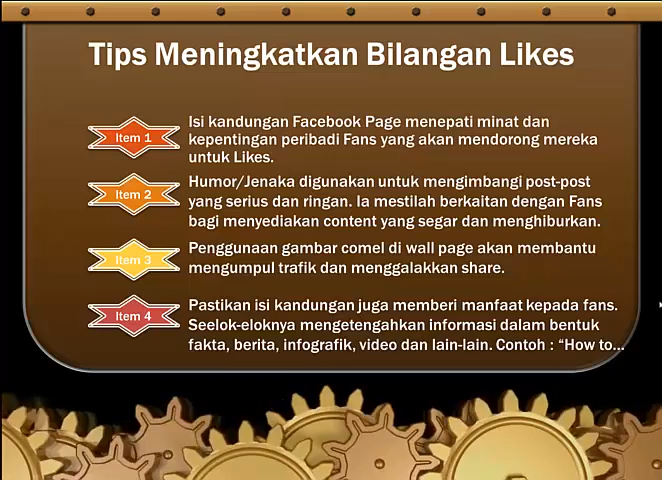 Tips Meningkatkan Bilangan Likes
Item 1
Isi kandungan Facebook Page menepati minat dan
kepentingan peribadi Fans yang akan mendorong mereka
untuk Likes.
Item 2
Humor/Jenaka digunakan untuk mengimbangi post-post
yang serius dan ringan. Ia mestilah berkaitan dengan Fans
bagi menyediakan content yang segar dan menghiburkan.
Item 3
Penggunaan gambar comel di wall page akan membantu
mengumpul trafik dan menggalakkan share.
Item 4
Pastikan isi kandungan juga memberi manfaat kepada fans.
Seelok-eloknya mengetengahkan informasi dalam bentuk
fakta, berita, infografik, video dan lain-lain. Contoh : “How to...